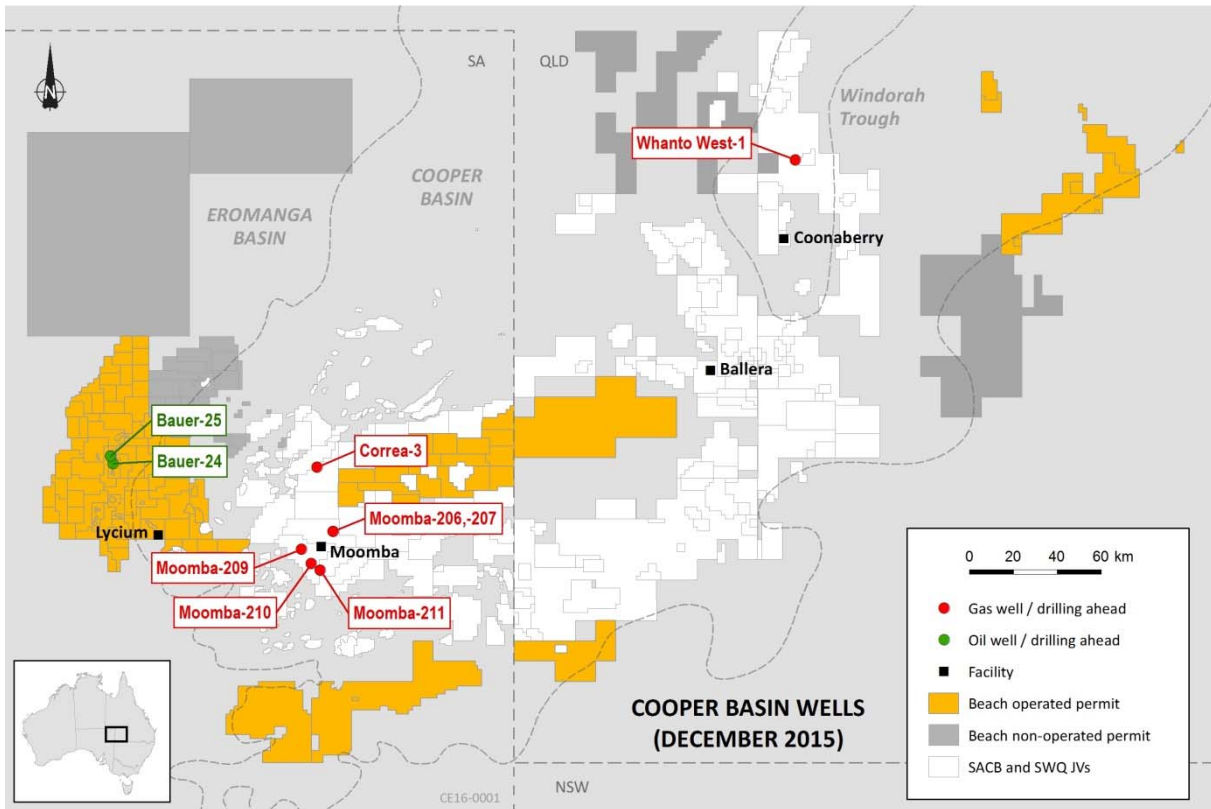 N
SA
QLD
Windorah
Trough
Whanto West-1
COOPER
BASIN
EROMANGA
BASIN
Coonaberry
Ballera
Bauer-25
Bauer-24
Correa-3
Lycium
Moomba-206,-207
Moomba
Moomba-209
Moomba-210
Moomba-211
0 20 40 60 km
Gas well / drilling ahead
Oil well / drilling ahead
Facility
Beach operated permit
Beach non-operated permit
SACB and SWQ JVs
COOPER BASIN WELLS
(DECEMBER 2015)
CE16-0001
NSW